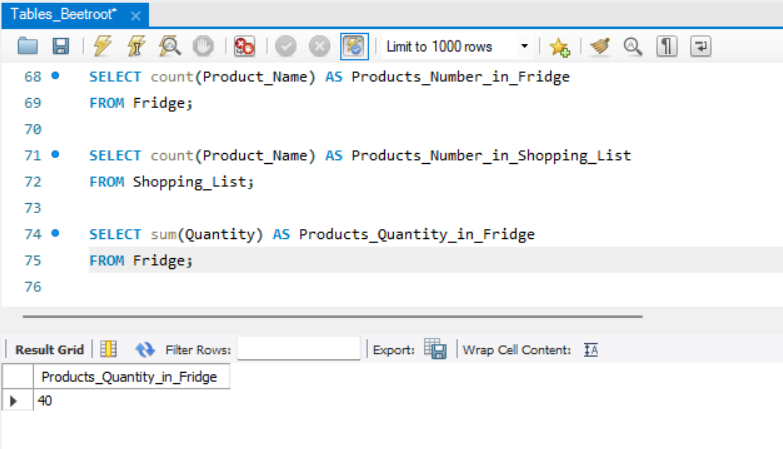 Tables_Beetroot* ×
Limit to 1000 rows
68 SELECT count(Product_Name) AS Products_Number_in_Fridge
69 FROM Fridge;
70
71 SELECT count(Product_Name) AS Products_Number_in_Shopping_List
72 FROM Shopping_List;
73
74 SELECT sum(Quantity) AS Products_Quantity_in_Fridge
75 FROM Fridge;
76
Result Grid Filter Rows: Export: Wrap Cell Content: IA
Products_Quantity_in_Fridge
40